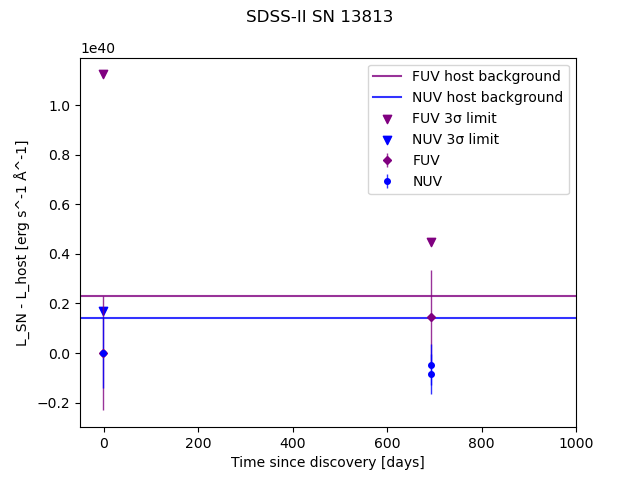 SDSS-II SN 13813
1e40
FUV host background
NUV host background
FUV 3σ limit
NUV 3σ limit
FUV
NUV
1.0
0.8
0.6
0.4
0.2
0.0
−0.2
L_SN - L_host [erg s^-1 Å^-1]
0
200
400
600
800
1000
Time since discovery [days]